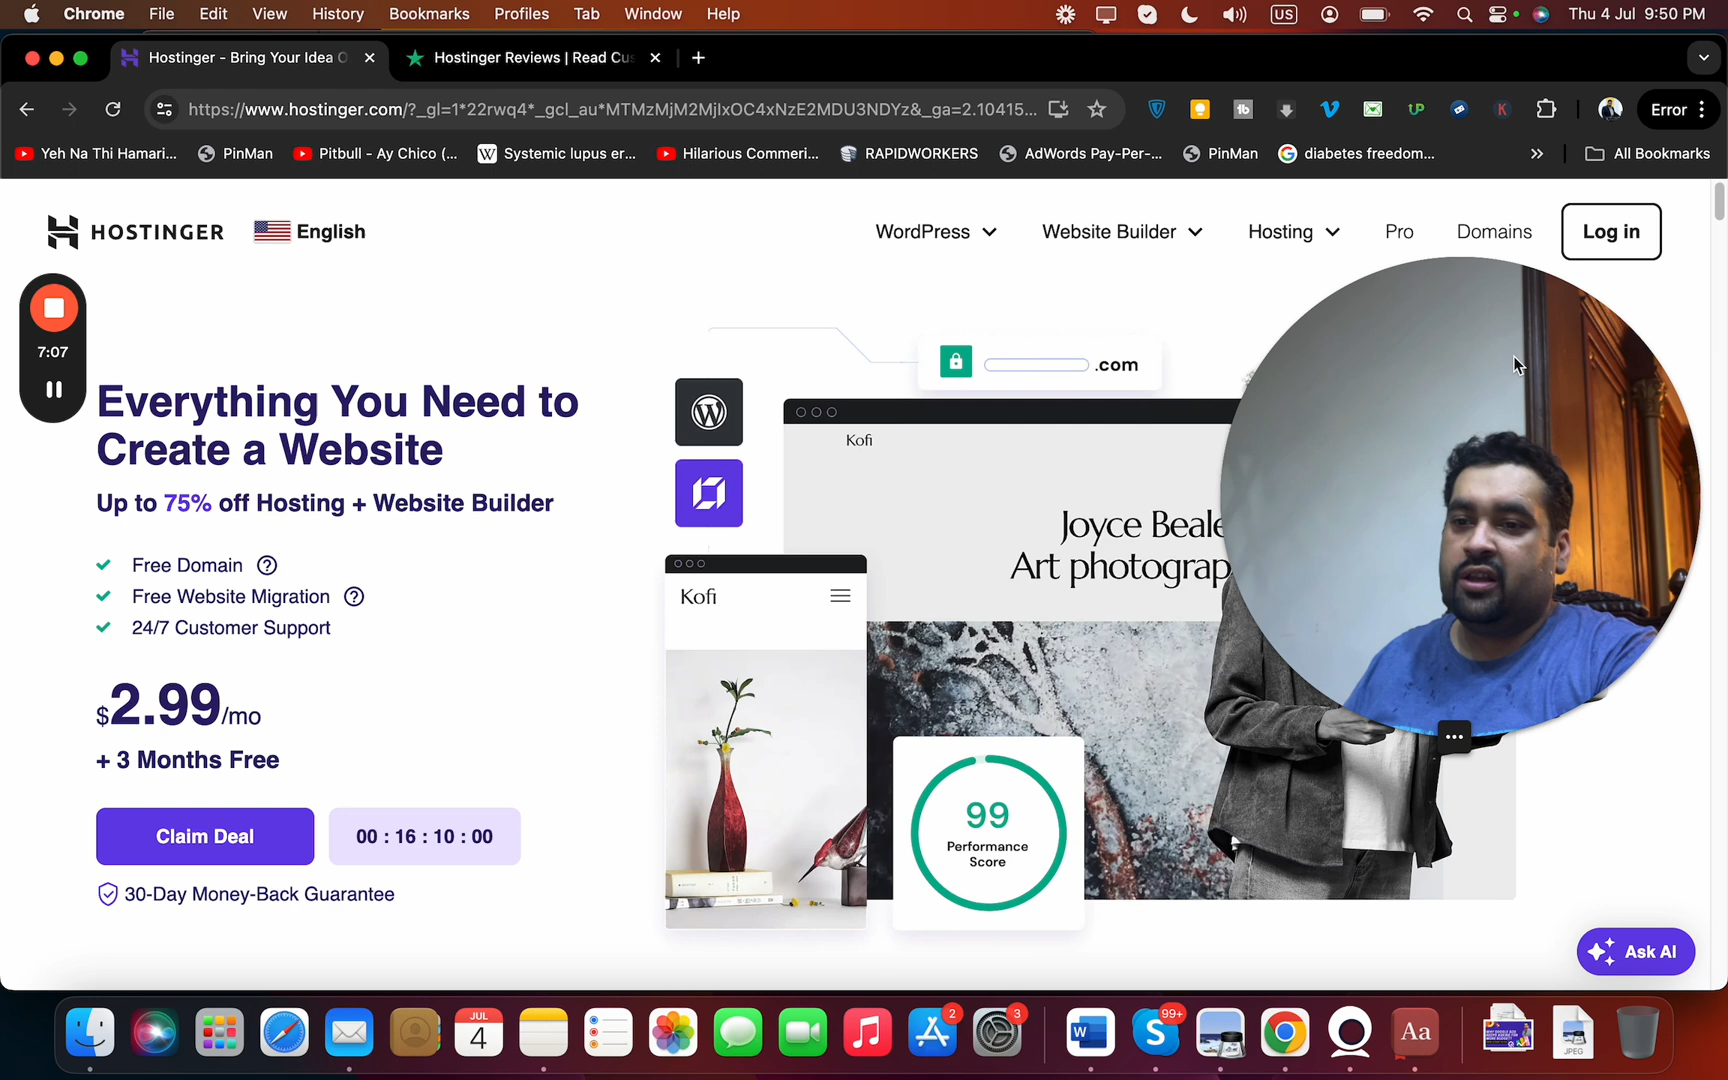 Chrome File Edit View History Bookmarks Profiles Tab Window Help US Thu 4 Jul 9:50 PM
Hostinger - Bring Your Idea O Hostinger Reviews | Read Cus
https://www.hostinger.com/?_gl=1*22rwq4*_gcl_au*MTMzMjM2MjIxOC4xNzE2MDU3NDYz&_ga=2.10415... Error
Yeh Na Thi Hamari... PinMan Pitbull - Ay Chico (... Systemic lupus er... Hilarious Commeri... RAPIDWORKERS AdWords Pay-Per-... PinMan diabetes freedom... » All Bookmarks
HOSTINGER English WordPress Website Builder Hosting Pro Domains Log in
7:07
.com
Everything You Need to
Create a Website
Up to 75% off Hosting + Website Builder
Free Domain
Free Website Migration
24/7 Customer Support
$2.99/mo
+ 3 Months Free
Claim Deal 00 : 16 : 10 : 00
30-Day Money-Back Guarantee
Kofi
Joyce Beale
Art photograp
Kofi
99
Performance
Score
Ask AI
JUL
4
2
3
99+
Aa
JPEG